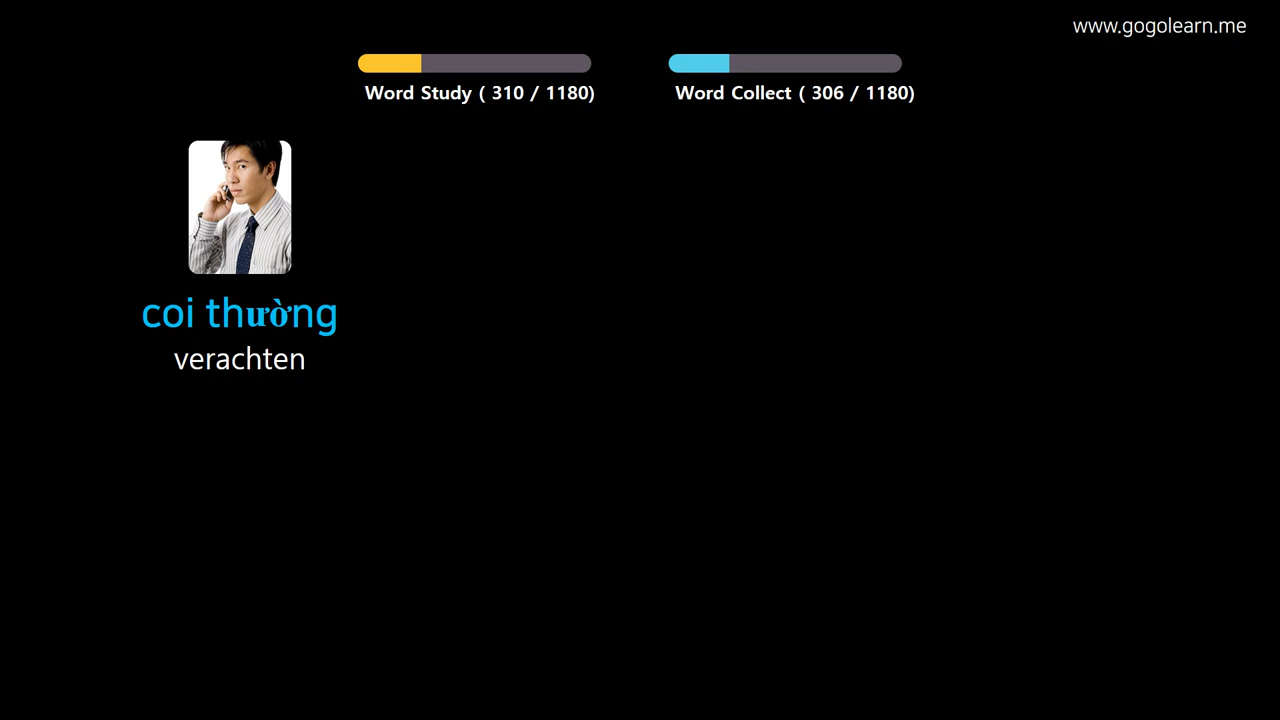 www.gogolearn.me
Word Study ( 310 / 1180)
Word Collect ( 306 / 1180)
coi thường
verachten